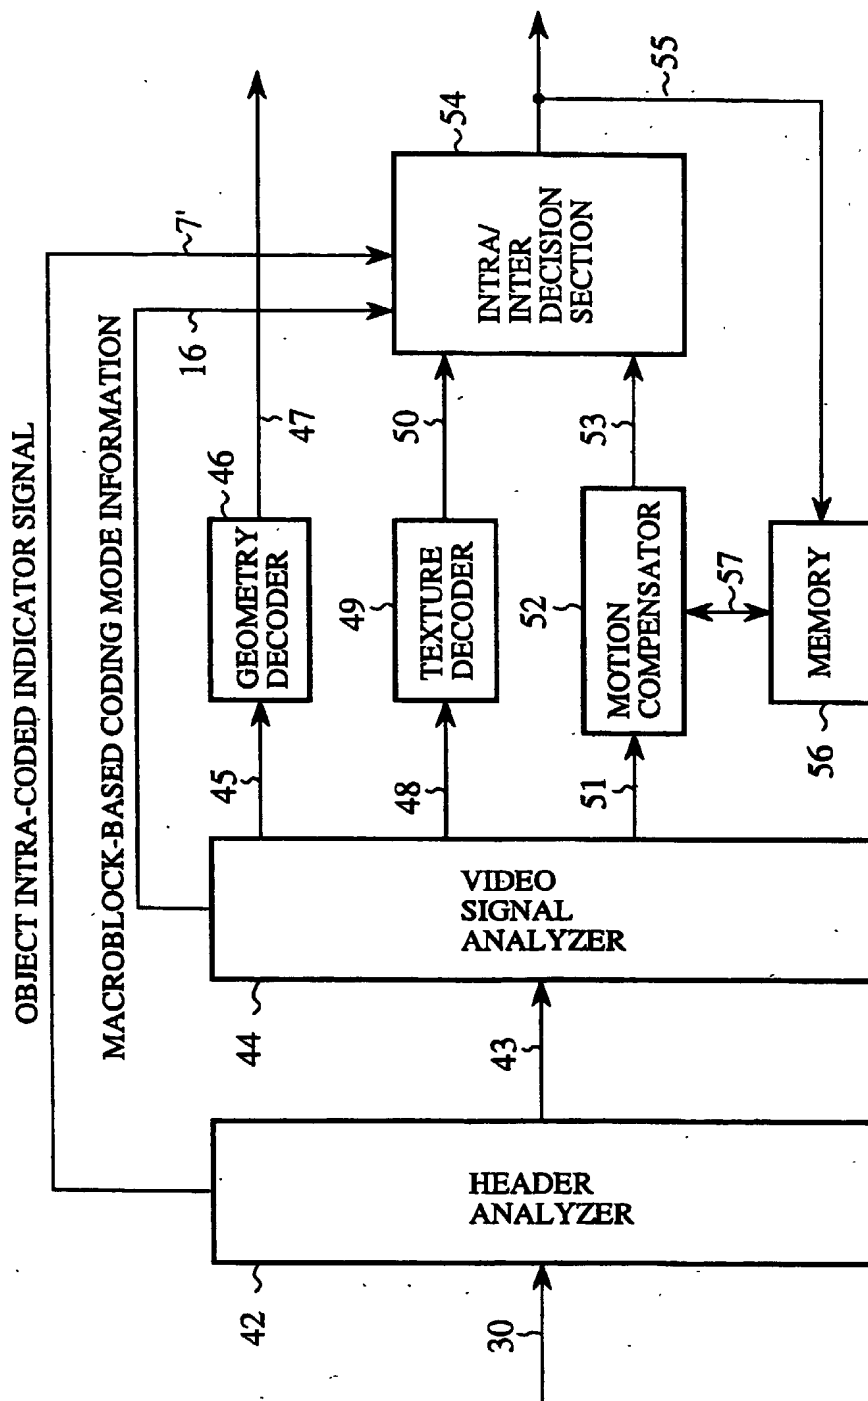 OBJECT INTRA-CODED INDICATOR SIGNAL
MACROBLOCK-BASED CODING MODE INFORMATION
30
42
HEADER
ANALYZER
43
44
VIDEO
SIGNAL
ANALYZER
45
46
GEOMETRY
DECODER
47
48
49
TEXTURE
DECODER
50
51
52
MOTION
COMPENSATOR
53
16
7'
54
INTRA/
INTER
DECISION
SECTION
55
56
MEMORY
57